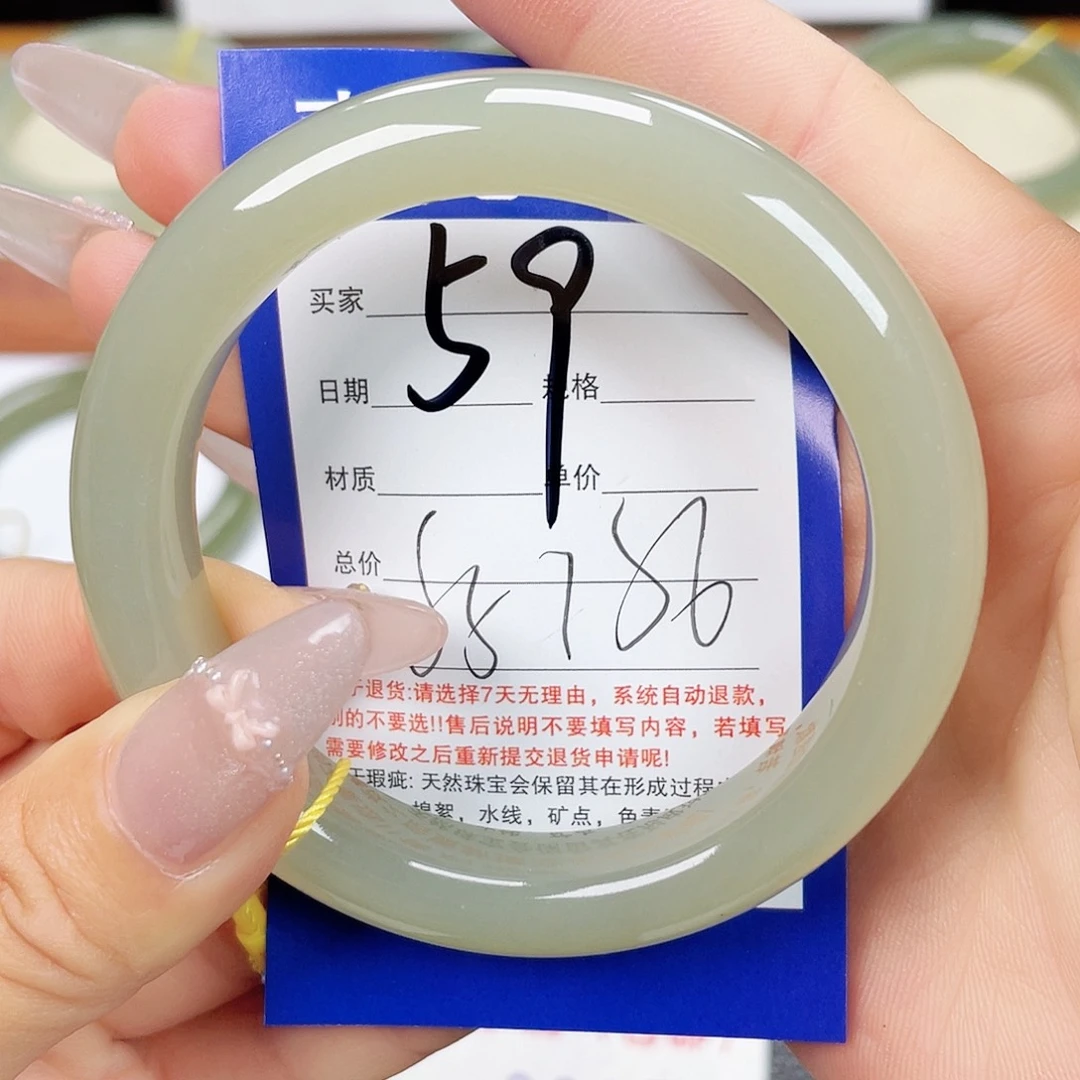 59
买家
日期 规格
材质 单价
总价
退货:请选择7天无理由，系统自动退款，
的不要选!!售后说明不要填写内容，若填写
需要修改之后重新提交退货申请呢!
瑕疵: 天然珠宝会保留其在形成过程
棉絮，水线，矿点，色素